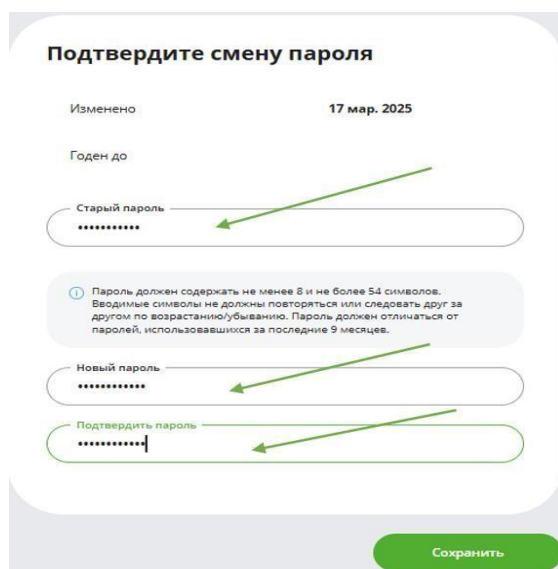 Подтвердите смену пароля
Изменено 17 мар. 2025
Годен до
Старый пароль
•••••••••••
Пароль должен содержать не менее 8 и не более 54 символов.
Вводимые символы не должны повторяться или следовать друг за
другом по возрастанию/убыванию. Пароль должен отличаться от
паролей, использовавшихся за последние 9 месяцев.
Новый пароль
••••••••••••
Подтвердить пароль
••••••••••••
Сохранить